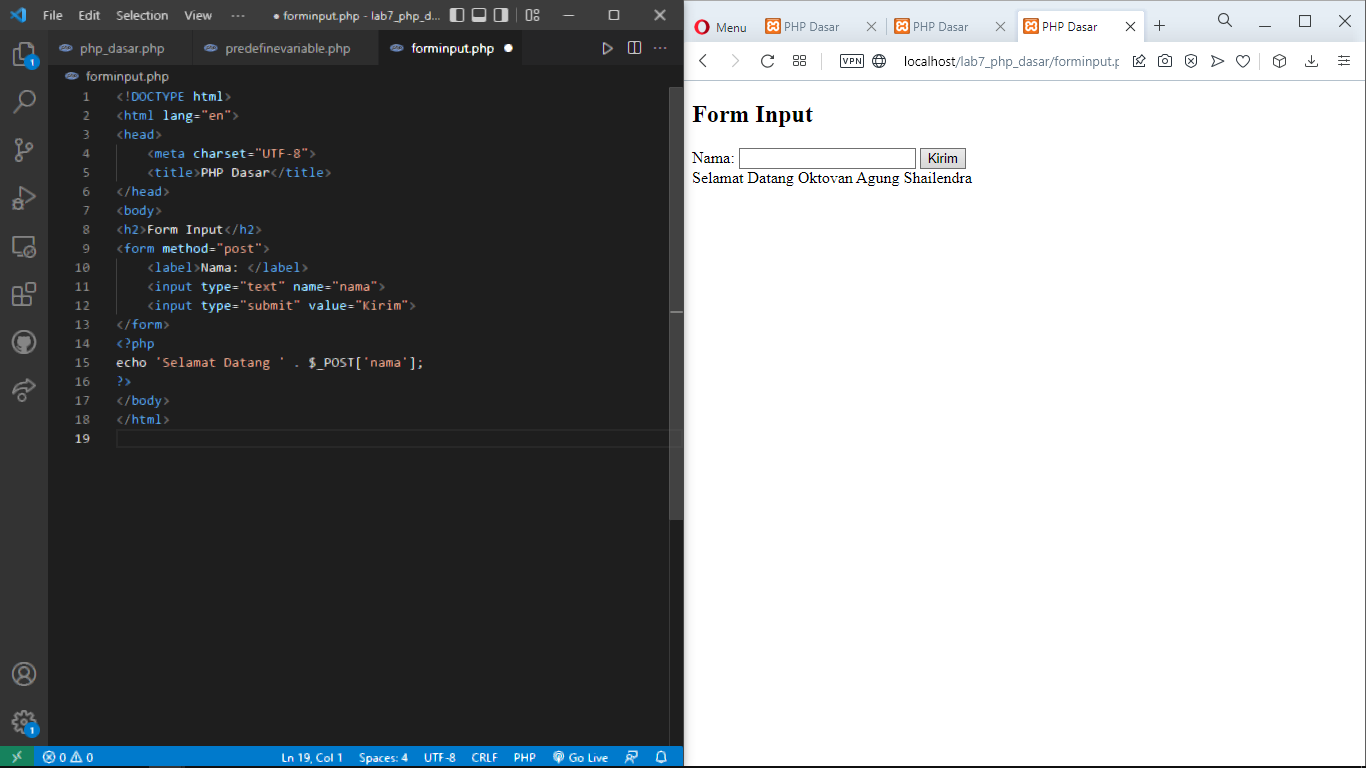 File Edit Selection View ··· ● forminput.php - lab7_php_d...
php_dasar.php predefinevanable.php forminput.php ●
forminput.php
1 <!DOCTYPE html>
2 <html lang="en">
3 <head>
4 <meta charset="UTF-8">
5 <title>PHP Dasar</title>
6 </head>
7 <body>
8 <h2>Form Input</h2>
9 <form method="post">
10 <label>Nama: </label>
11 <input type="text" name="nama">
12 <input type="submit" value="Kirim">
13 </form>
14 <?php
15 echo 'Selamat Datang ' . $_POST['nama'];
16 ?>
17 </body>
18 </html>
19
1
1
0 0 Ln 19, Col 1 Spaces: 4 UTF-8 CRLF PHP Go Live
Menu PHP Dasar PHP Dasar PHP Dasar
VPN localhost/lab7_php_dasar/forminput.p
Form Input
Nama: Kirim
Selamat Datang Oktovan Agung Shailendra